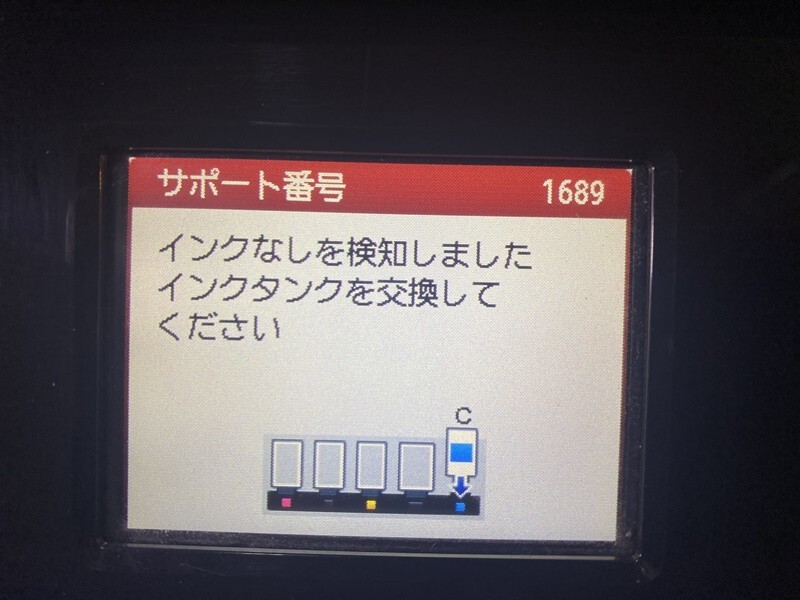 サポート番号 1689
インクなしを検知しました
インクタンクを交換して
ください
C